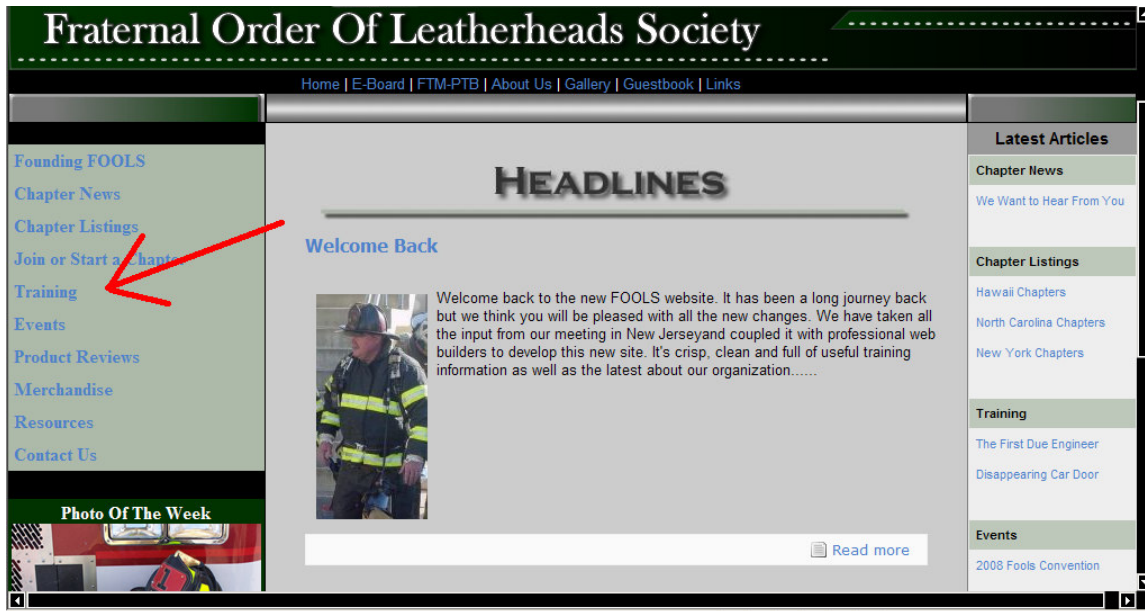 Fraternal Order Of Leatherheads Society
Home | E-Board | FTM-PTB | About Us | Gallery | Guestbook | Links
Founding FOOLS
Chapter News
Chapter Listings
Join or Start a Chapter
Training
Events
Product Reviews
Merchandise
Resources
Contact Us
Photo Of The Week
1
HEADLINES
Welcome Back
Welcome back to the new FOOLS website. It has been a long journey back
but we think you will be pleased with all the new changes. We have taken all
the input from our meeting in New Jerseyand coupled it with professional web
builders to develop this new site. It's crisp, clean and full of useful training
information as well as the latest about our organization......
Read more
Latest Articles
Chapter News
We Want to Hear From You
Chapter Listings
Hawaii Chapters
North Carolina Chapters
New York Chapters
Training
The First Due Engineer
Disappearing Car Door
Events
2008 Fools Convention